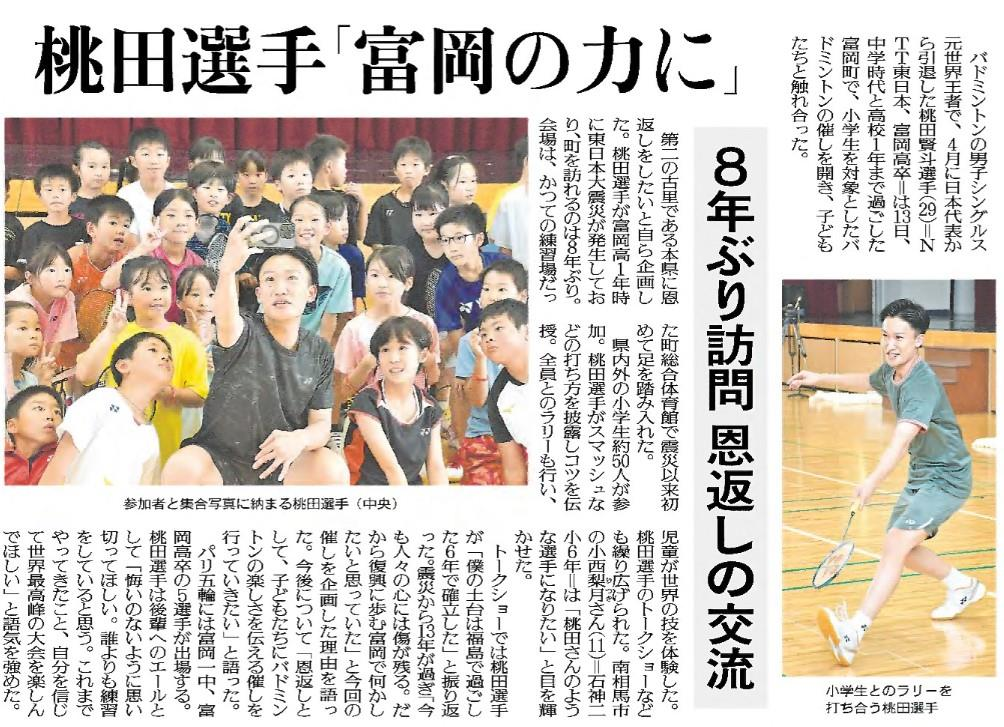 桃田選手「富岡の力に」
8年ぶり訪問 恩返しの交流
バドミントンの男子シングルス
元世界王者で、4月に日本代表か
ら引退した桃田賢斗選手(29)=N
TT東日本、富岡高卒=は13日、
中学時代と高校1年まで過ごした
富岡町で、小学生を対象としたバ
ドミントンの催しを開き、子ども
たちと触れ合った。
第二の古里である本県に恩
返しをしたいと自ら企画し
た。桃田選手が富岡高1年時
に東日本大震災が発生してお
り、町を訪れるのは8年ぶり。
会場は、かつての練習場だっ
た町総合体育館で震災以来初
めて足を踏み入れた。
県内外の小学生約50人が参
加。桃田選手がスマッシュな
どの打ち方を披露しコツを伝
授。全員とのラリーも行い、
児童が世界の技を体験した。
桃田選手のトークショーなど
も繰り広げられた。南相馬市
の小西梨月さん(11)=石神二
小6年=は「桃田さんのよう
な選手になりたい」と目を輝
かせた。
トークショーでは桃田選手
が「僕の土台は福島で過ごし
た6年で確立した」と振り返
った。震災から13年が過ぎ「今
も人々の心には傷が残る。だ
から復興に歩む富岡で何かし
たいと思っていた」と今回の
催しを企画した理由を語っ
た。今後について「恩返しと
して、子どもたちにバドミン
トンの楽しさを伝える催しを
行っていきたい」と語った。
パリ五輪には富岡一中、富
岡高卒の5選手が出場する。
桃田選手は後輩へのエールと
して「悔いのないように思い
切ってほしい。誰よりも練習
をしていると思う。これまで
やってきたこと、自分を信じ
て世界最高峰の大会を楽しん
でほしい」と語気を強めた。
参加者と集合写真に納まる桃田選手(中央)
小学生とのラリーを
打ち合う桃田選手